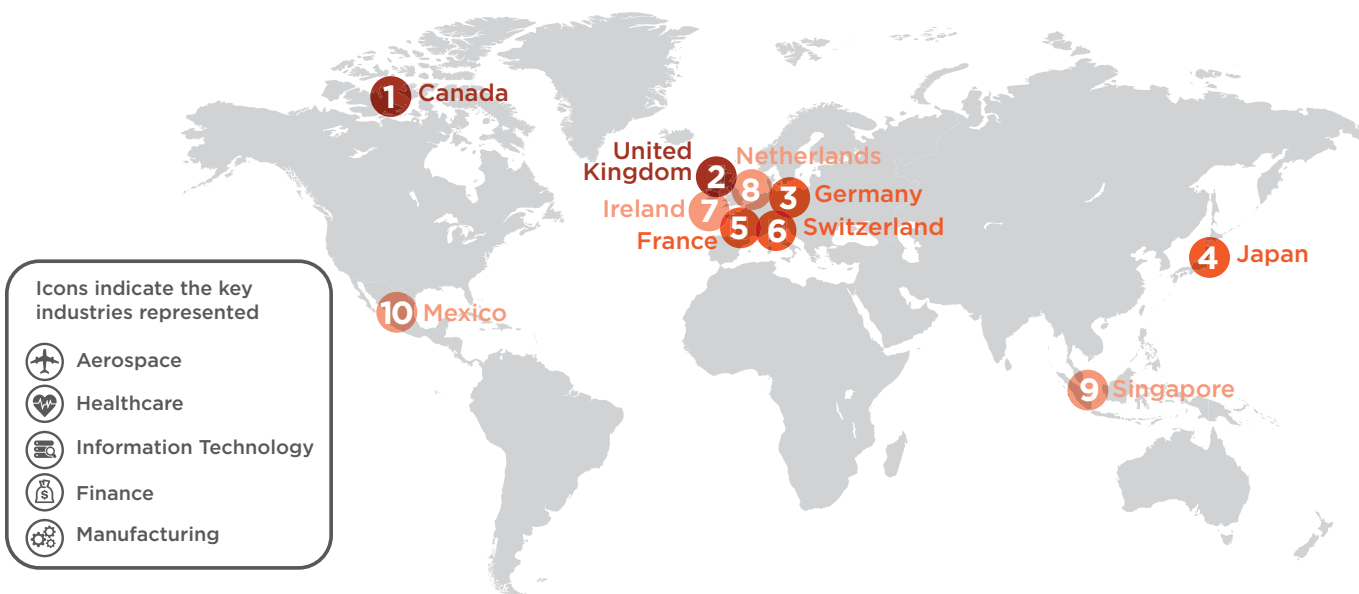 1 Canada
United
Kingdom 2
Netherlands
8
3 Germany
Ireland 7
France 5
6 Switzerland
4 Japan
10 Mexico
9 Singapore
Icons indicate the key
industries represented
Aerospace
Healthcare
Information Technology
$ Finance
Manufacturing